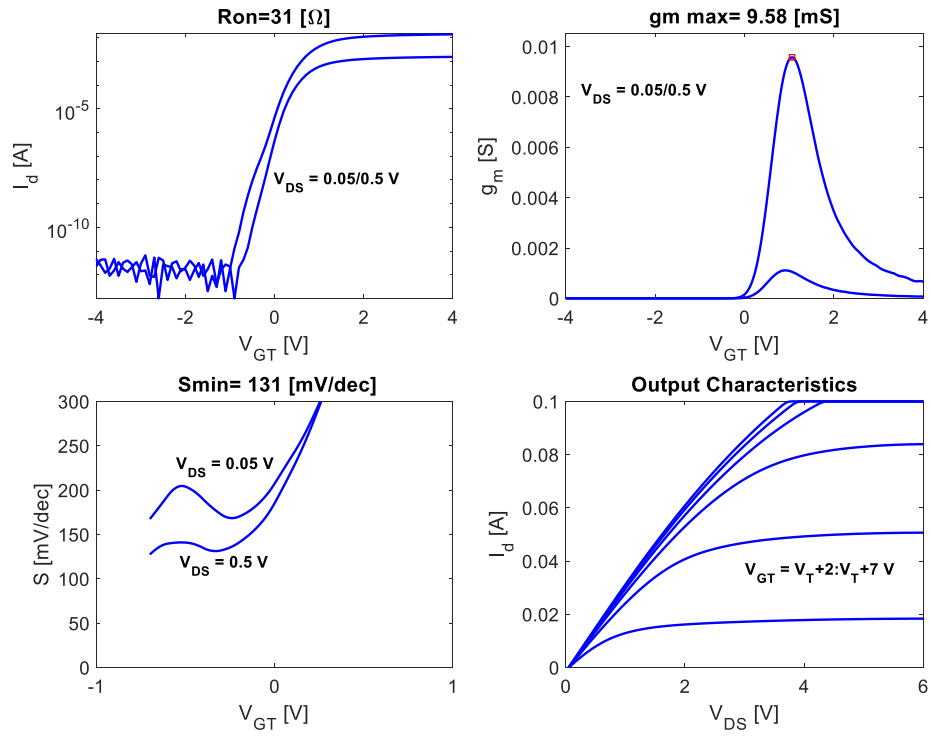 Ron=31 [Ω]
I_d [A]
10^-5
10^-10
V_DS = 0.05/0.5 V
-4 -2 0 2 4
V_GT [V]
gm max= 9.58 [mS]
g_m [S]
0.01
0.008
0.006
0.004
0.002
0
V_DS = 0.05/0.5 V
-4 -2 0 2 4
V_GT [V]
Smin= 131 [mV/dec]
S [mV/dec]
300
250
200
150
100
50
0
V_DS = 0.05 V
V_DS = 0.5 V
-1 0 1
V_GT [V]
Output Characteristics
I_d [A]
0.1
0.08
0.06
0.04
0.02
0
V_GT = V_T+2:V_T+7 V
0 2 4 6
V_DS [V]